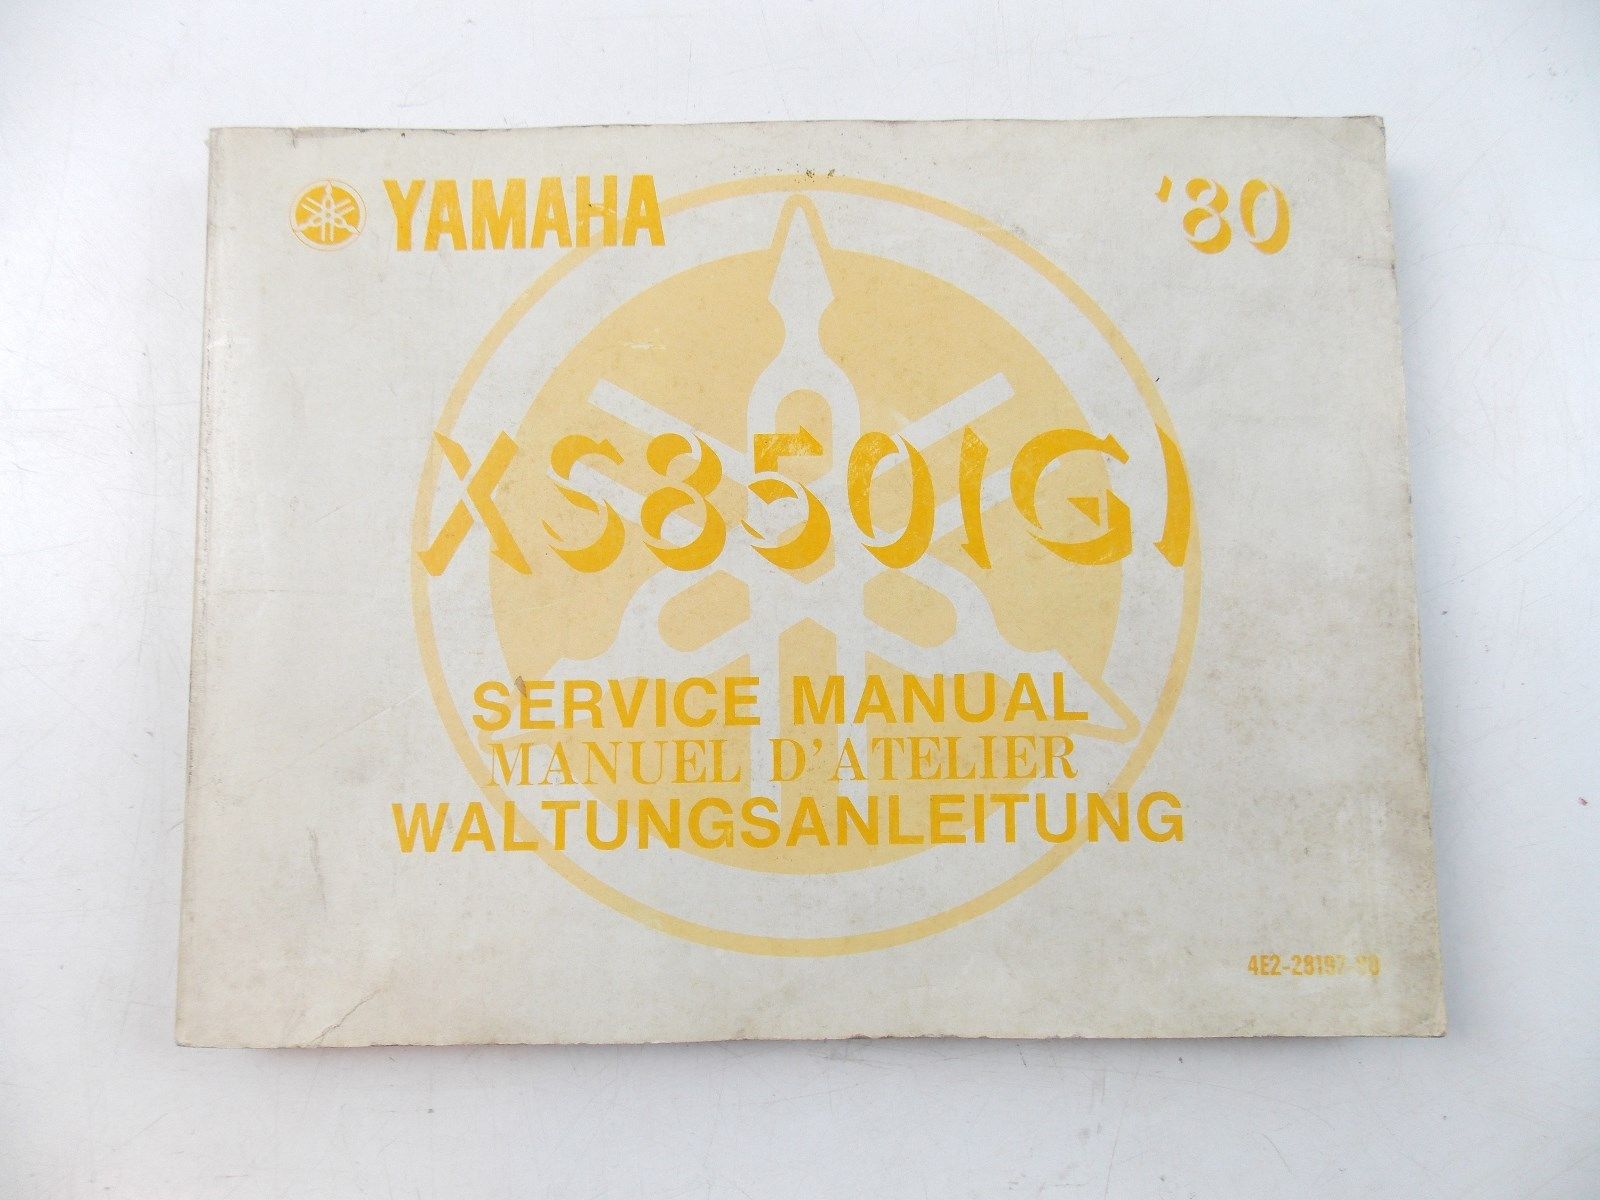 YAMAHA '80
XS850(G)
SERVICE MANUAL
MANUEL D'ATELIER
WALTUNGSANLEITUNG